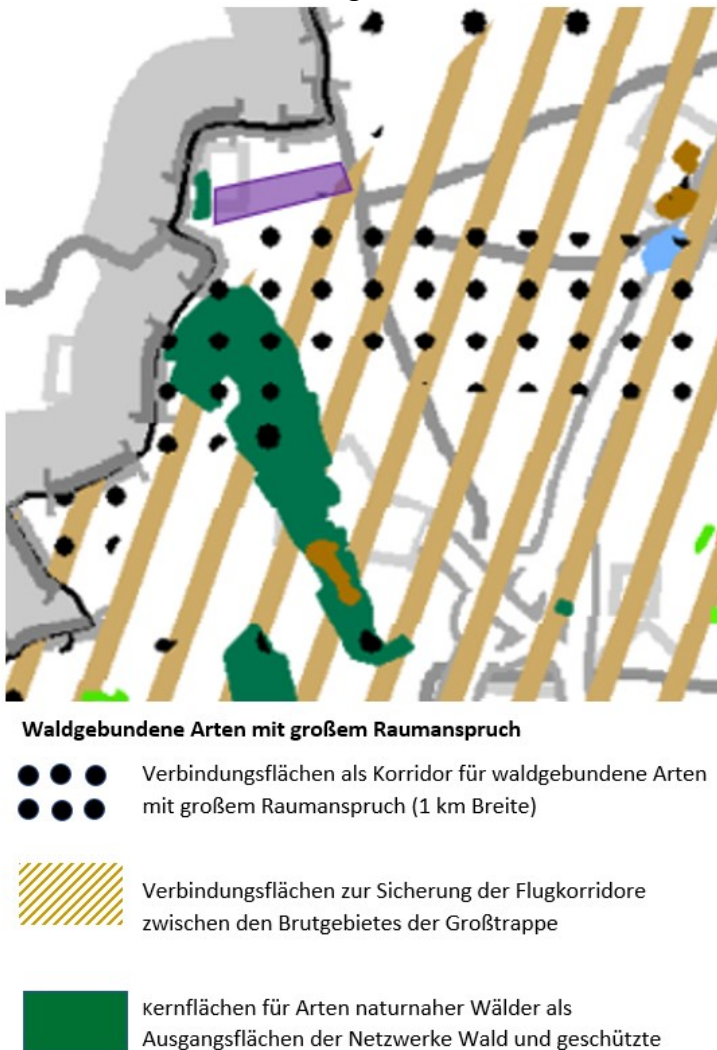 Waldgebundene Arten mit großem Raumanspruch
Verbindungsflächen als Korridor für waldgebundene Arten
mit großem Raumanspruch (1 km Breite)
Verbindungsflächen zur Sicherung der Flugkorridore
zwischen den Brutgebietes der Großtrappe
Kernflächen für Arten naturnaher Wälder als
Ausgangsflächen der Netzwerke Wald und geschützte